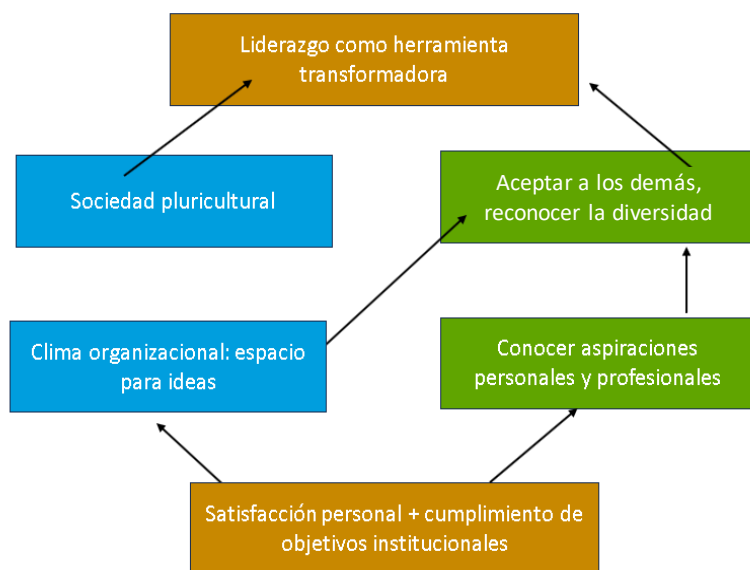 Liderazgo como herramienta
transformadora
Sociedad pluricultural
Aceptar a los demás,
reconocer la diversidad
Clima organizacional: espacio
para ideas
Conocer aspiraciones
personales y profesionales
Satisfacción personal + cumplimiento de
objetivos institucionales